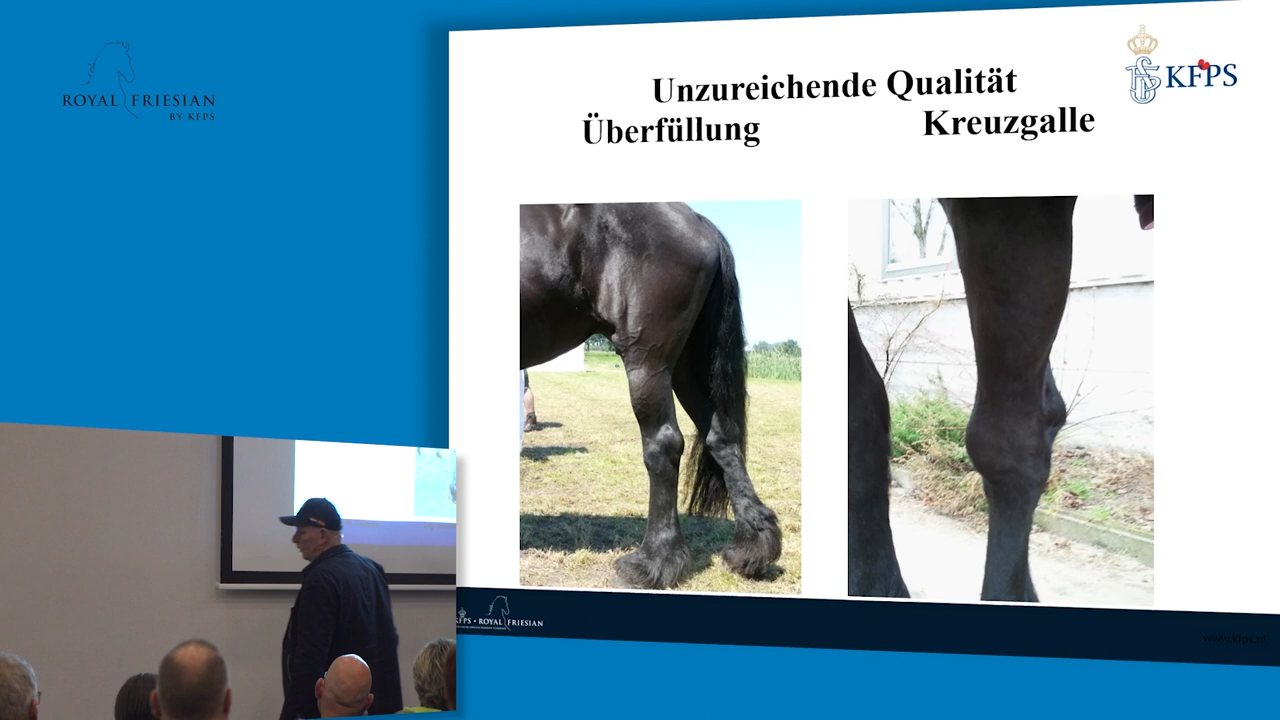 ROYAL FRIESIAN
BY KFPS
KFPS
Unzureichende Qualität
Überfüllung Kreuzgalle
KFPS • ROYAL FRIESIAN
www.kfps.nl